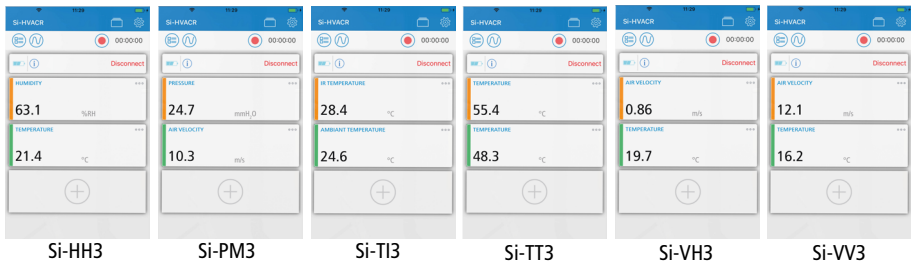 11:29
Si-HVACR
00:00:00
Disconnect
HUMIDITY
63.1 %RH
TEMPERATURE
21.4 °C
Si-HH3
11:29
Si-HVACR
00:00:00
Disconnect
PRESSURE
24.7 mmH₂O
AIR VELOCITY
10.3 m/s
Si-PM3
11:29
Si-HVACR
00:00:00
Disconnect
IR TEMPERATURE
28.4 °C
AMBIANT TEMPERATURE
24.6 °C
Si-TI3
11:29
Si-HVACR
00:00:00
Disconnect
TEMPERATURE
55.4 °C
TEMPERATURE
48.3 °C
Si-TT3
11:29
Si-HVACR
00:00:00
Disconnect
AIR VELOCITY
0.86 m/s
TEMPERATURE
19.7 °C
Si-VH3
11:29
Si-HVACR
00:00:00
Disconnect
AIR VELOCITY
12.1 m/s
TEMPERATURE
16.2 °C
Si-VV3